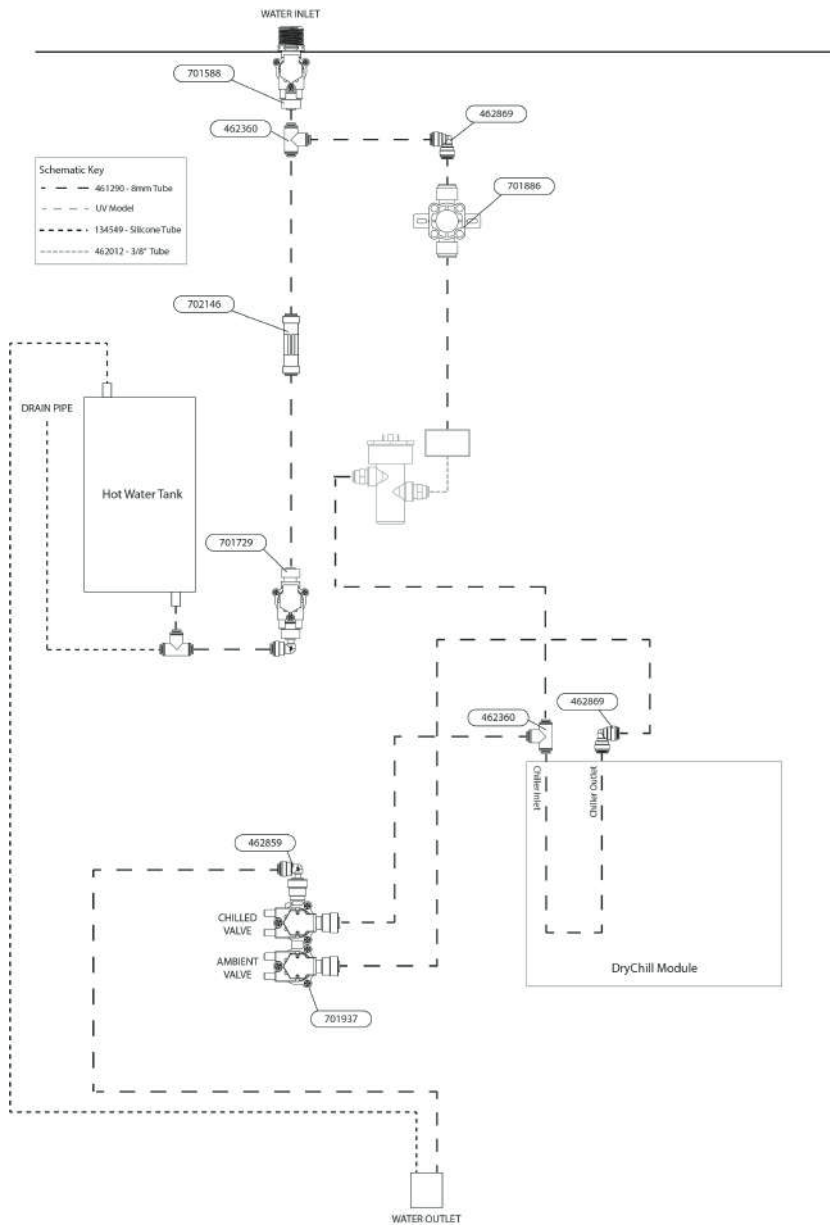 WATER INLET
701588
462360
462869
701886
Schematic Key
461290 - 8mm Tube
UV Model
134549 - Silicone Tube
462012 - 3/8" Tube
702146
DRAIN PIPE
Hot Water Tank
701729
462360
462869
Chiller Inlet
Chiller Outlet
462859
CHILLED
VALVE
AMBIENT
VALVE
DryChill Module
701937
WATER OUTLET